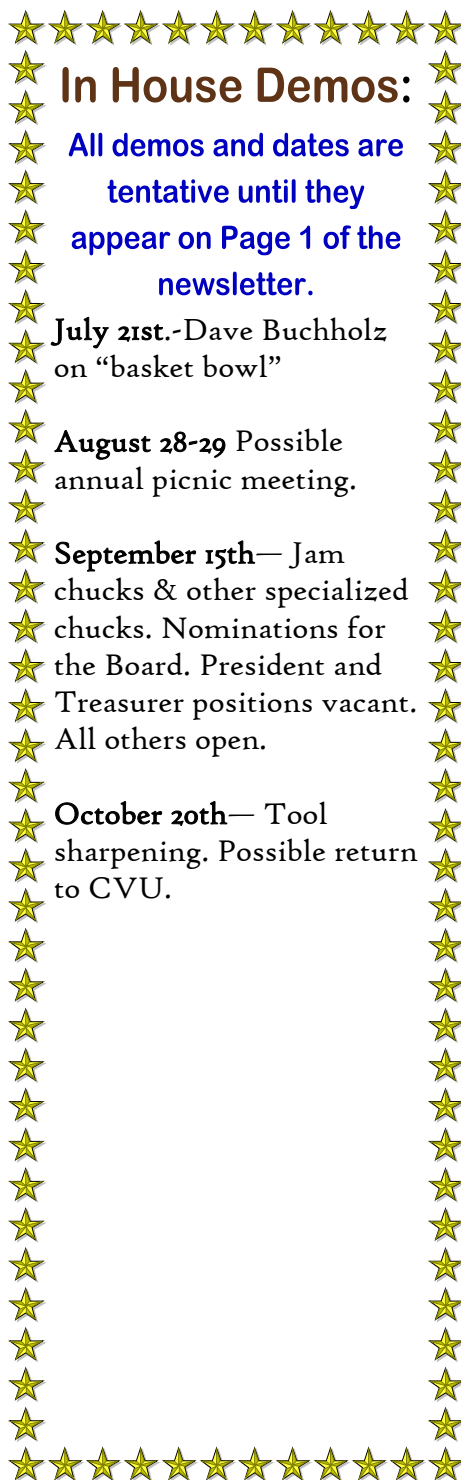 In House Demos:
All demos and dates are
tentative until they
appear on Page 1 of the
newsletter.
July 21st.-Dave Buchholz
on “basket bowl”
August 28-29 Possible
annual picnic meeting.
September 15th— Jam
chucks & other specialized
chucks. Nominations for
the Board. President and
Treasurer positions vacant.
All others open.
October 20th— Tool
sharpening. Possible return
to CVU.